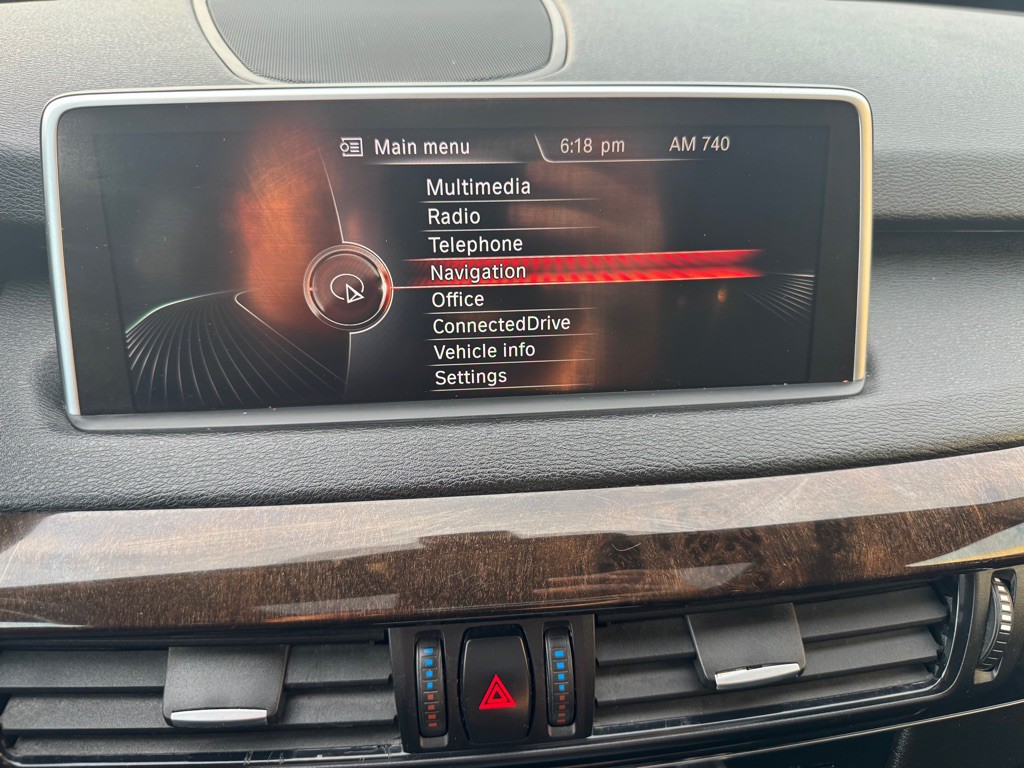 Main menu 6:18 pm AM 740
Multimedia
Radio
Telephone
Navigation
Office
ConnectedDrive
Vehicle info
Settings